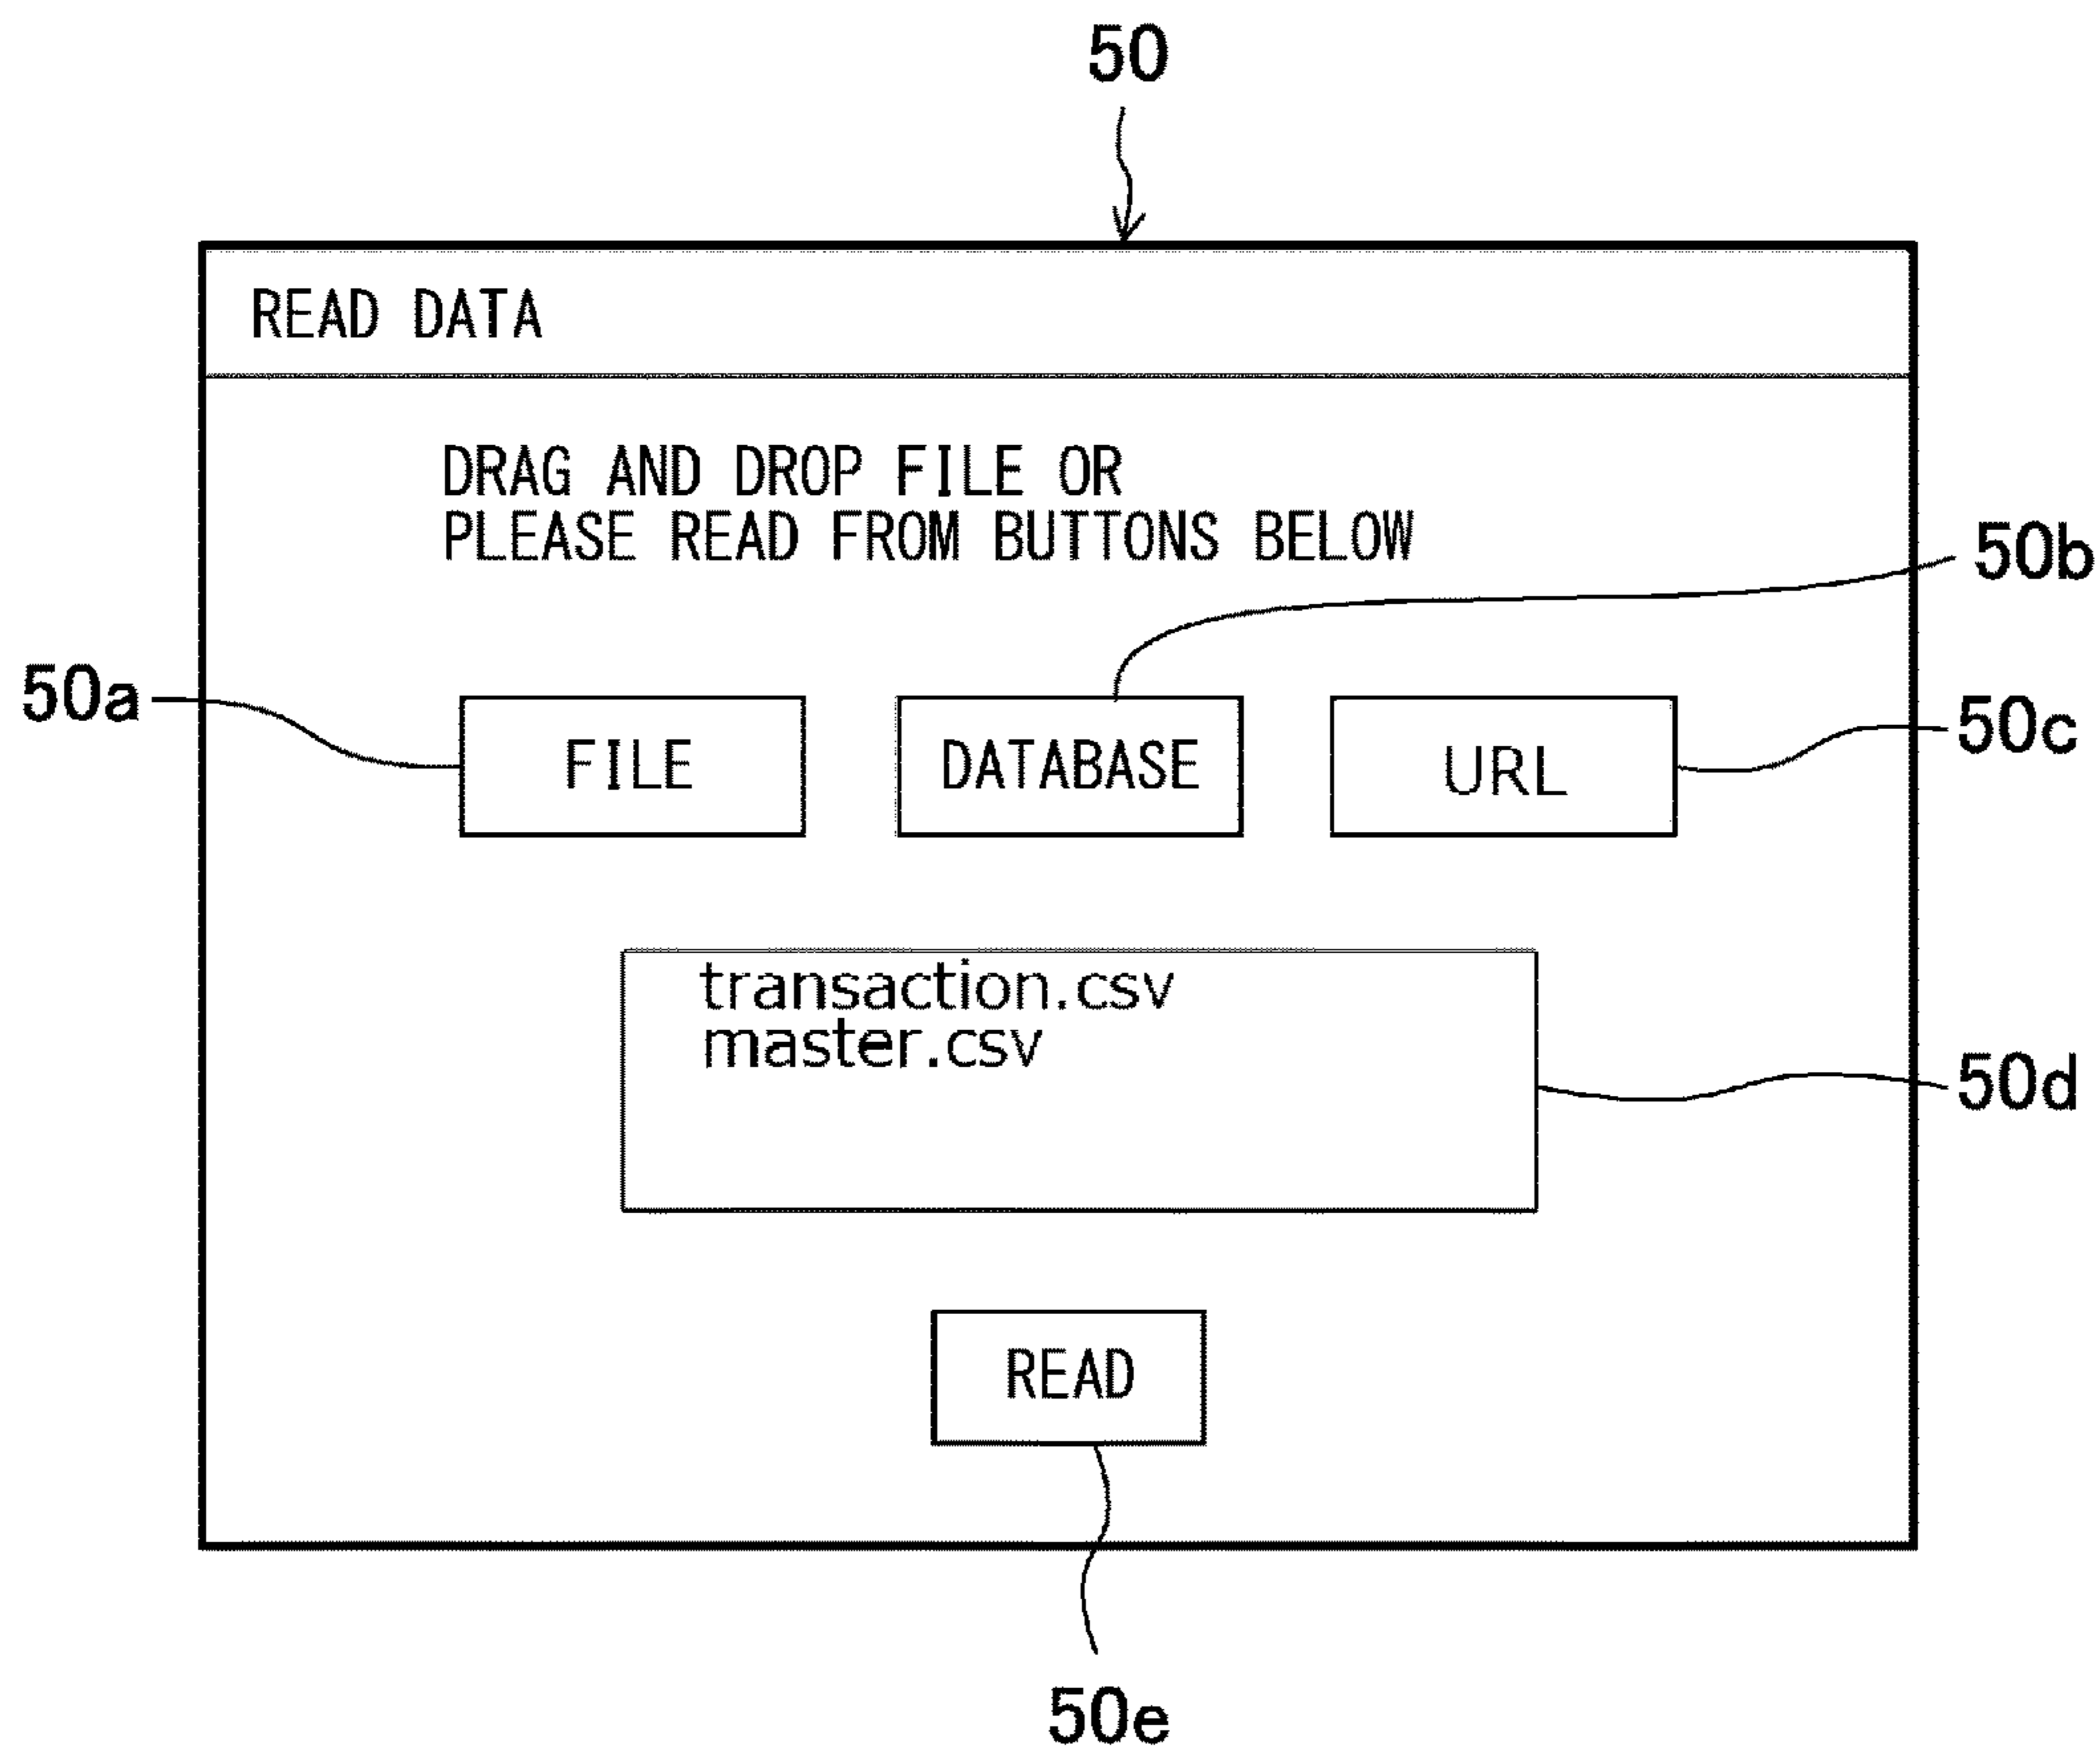 50
READ DATA
DRAG AND DROP FILE OR
PLEASE READ FROM BUTTONS BELOW
50b
50a
FILE
DATABASE
URL
50c
transaction.csv
master.csv
50d
READ
50e